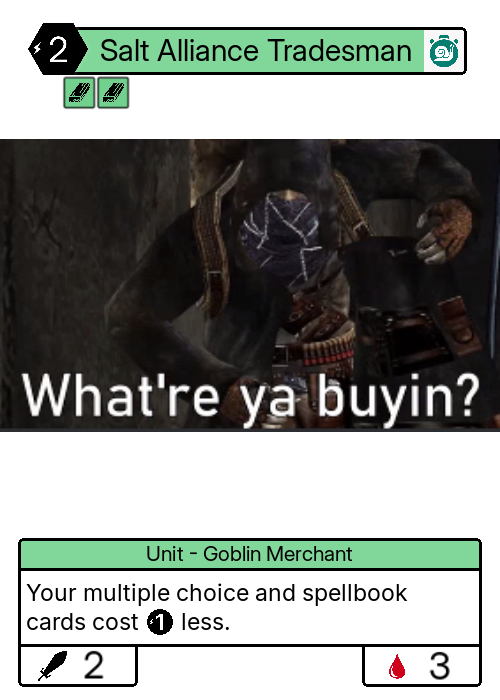 2 Salt Alliance Tradesman
What're ya buyin?
Unit - Goblin Merchant
Your multiple choice and spellbook
cards cost 1 less.
2 3